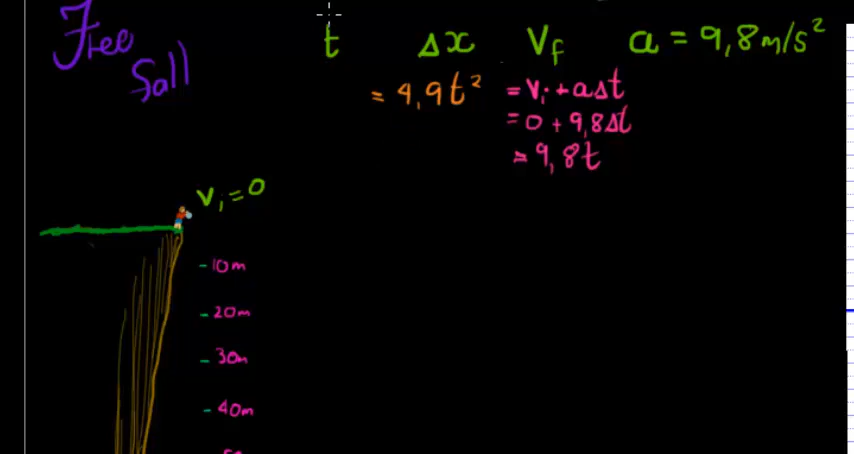 Free
fall
t Δx Vf a = 9,8m/s²
= 4,9t² = Vi + aΔt
= 0 + 9,8Δt
= 9,8t
Vi = 0
- 10m
- 20m
- 30m
- 40m